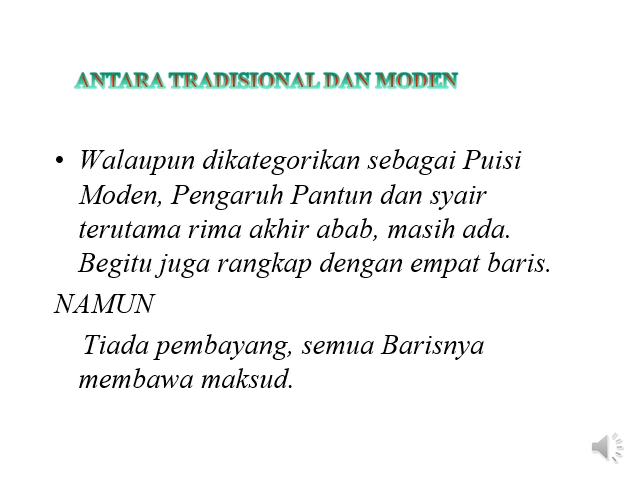 ANTARA TRADISIONAL DAN MODEN
• Walaupun dikategorikan sebagai Puisi
Moden, Pengaruh Pantun dan syair
terutama rima akhir abab, masih ada.
Begitu juga rangkap dengan empat baris.
NAMUN
Tiada pembayang, semua Barisnya
membawa maksud.